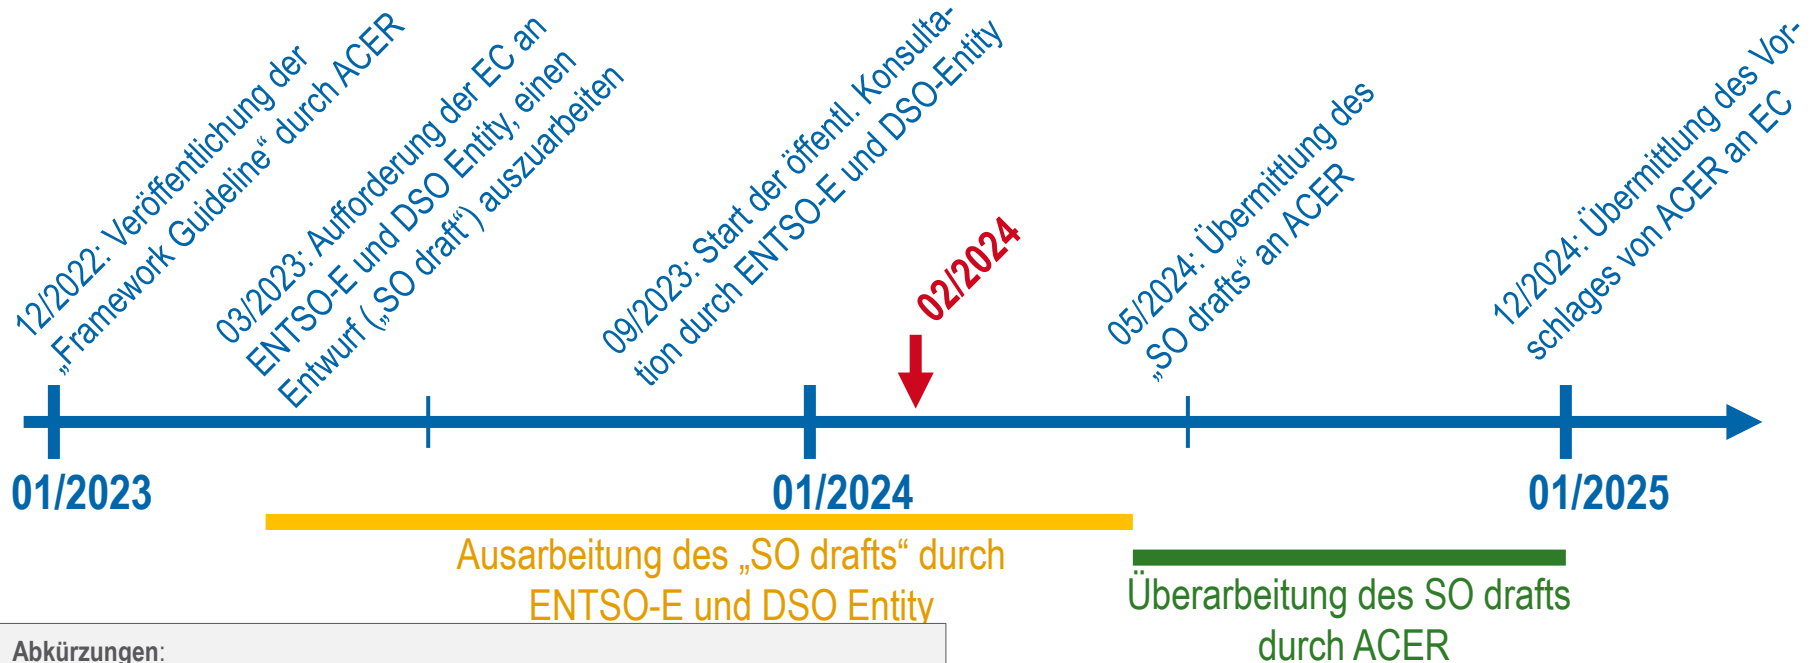 12/2022: Veröffentlichung der
„Framework Guideline“ durch ACER
03/2023: Aufforderung der EC an
ENTSO-E und DSO Entity, einen
Entwurf („SO draft“) auszuarbeiten
09/2023: Start der öffentl. Konsulta-
tion durch ENTSO-E und DSO-Entity
02/2024
05/2024: Übermittlung des
„SO drafts“ an ACER
12/2024: Übermittlung des Vor-
schlages von ACER an EC
01/2023
01/2024
01/2025
Ausarbeitung des „SO drafts“ durch
ENTSO-E und DSO Entity
Überarbeitung des SO drafts
durch ACER
Abkürzungen: